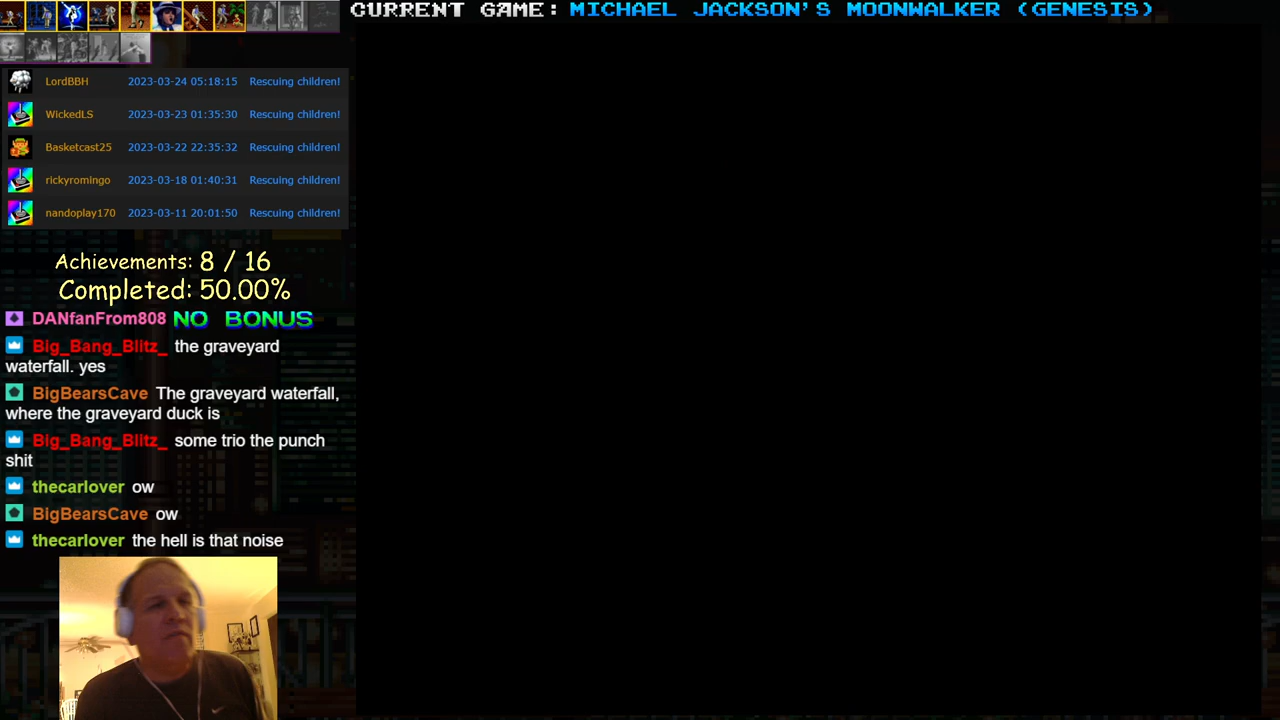 CURRENT GAME: MICHAEL JACKSON'S MOONWALKER (GENESIS)
LordBBH 2023-03-24 05:18:15 Rescuing children!
WickedLS 2023-03-23 01:35:30 Rescuing children!
Basketcast25 2023-03-22 22:35:32 Rescuing children!
rickyromingo 2023-03-18 01:40:31 Rescuing children!
nandoplay170 2023-03-11 20:01:50 Rescuing children!
Achievements: 8 / 16
Completed: 50.00%
DANfanFrom808 NO BONUS
Big_Bang_Blitz_ the graveyard
waterfall. yes
BigBearsCave The graveyard waterfall,
where the graveyard duck is
Big_Bang_Blitz_ some trio the punch
shit
thecarlover ow
BigBearsCave ow
thecarlover the hell is that noise